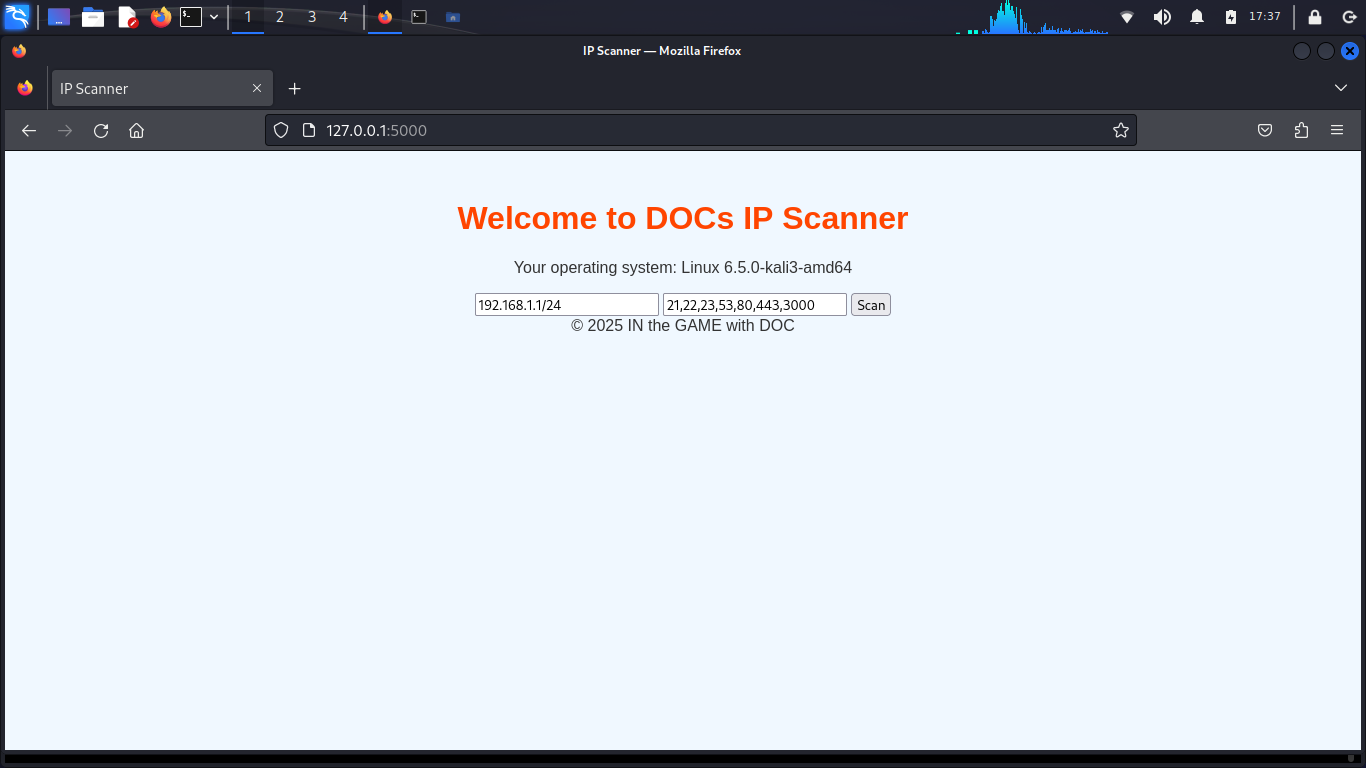 1 2 3 4
17:37
IP Scanner — Mozilla Firefox
IP Scanner
127.0.0.1:5000
Welcome to DOCs IP Scanner
Your operating system: Linux 6.5.0-kali3-amd64
192.168.1.1/24 21,22,23,53,80,443,3000 Scan
© 2025 IN the GAME with DOC